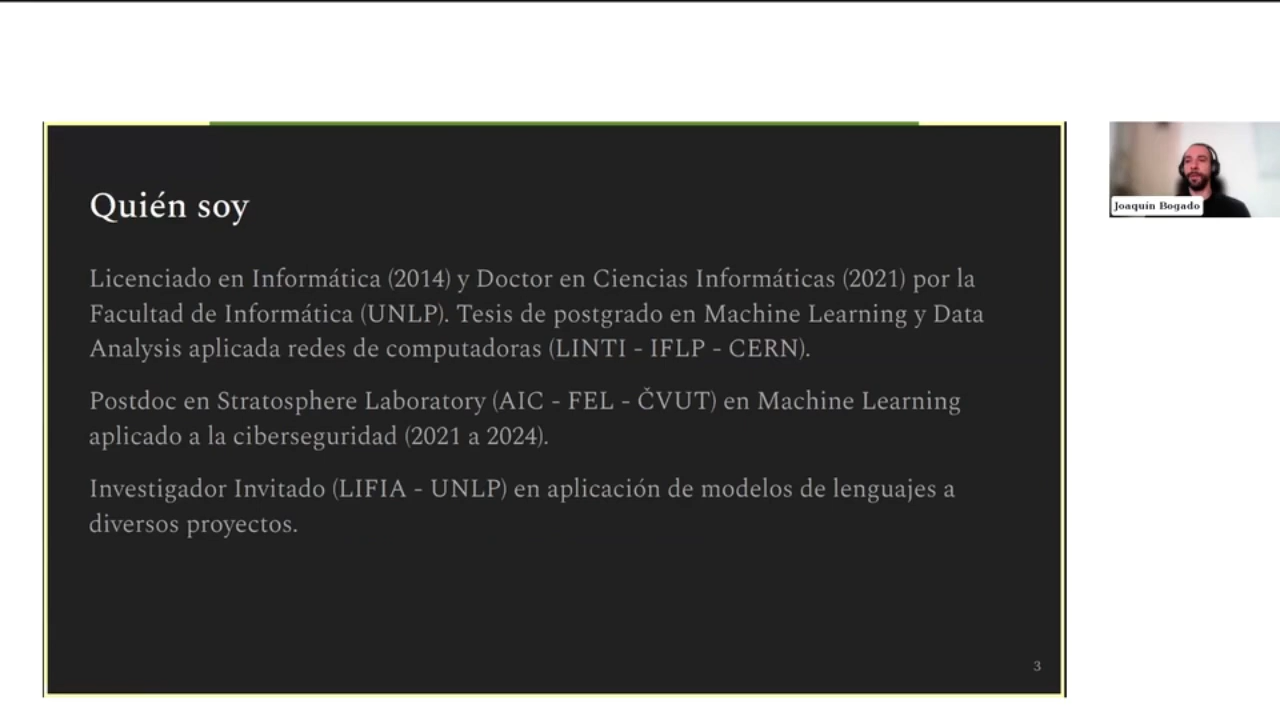 Quién soy
Licenciado en Informática (2014) y Doctor en Ciencias Informáticas (2021) por la
Facultad de Informática (UNLP). Tesis de postgrado en Machine Learning y Data
Analysis aplicada redes de computadoras (LINTI - IFLP - CERN).
Postdoc en Stratosphere Laboratory (AIC - FEL - ČVUT) en Machine Learning
aplicado a la ciberseguridad (2021 a 2024).
Investigador Invitado (LIFIA - UNLP) en aplicación de modelos de lenguajes a
diversos proyectos.
3
Joaquín Bogado